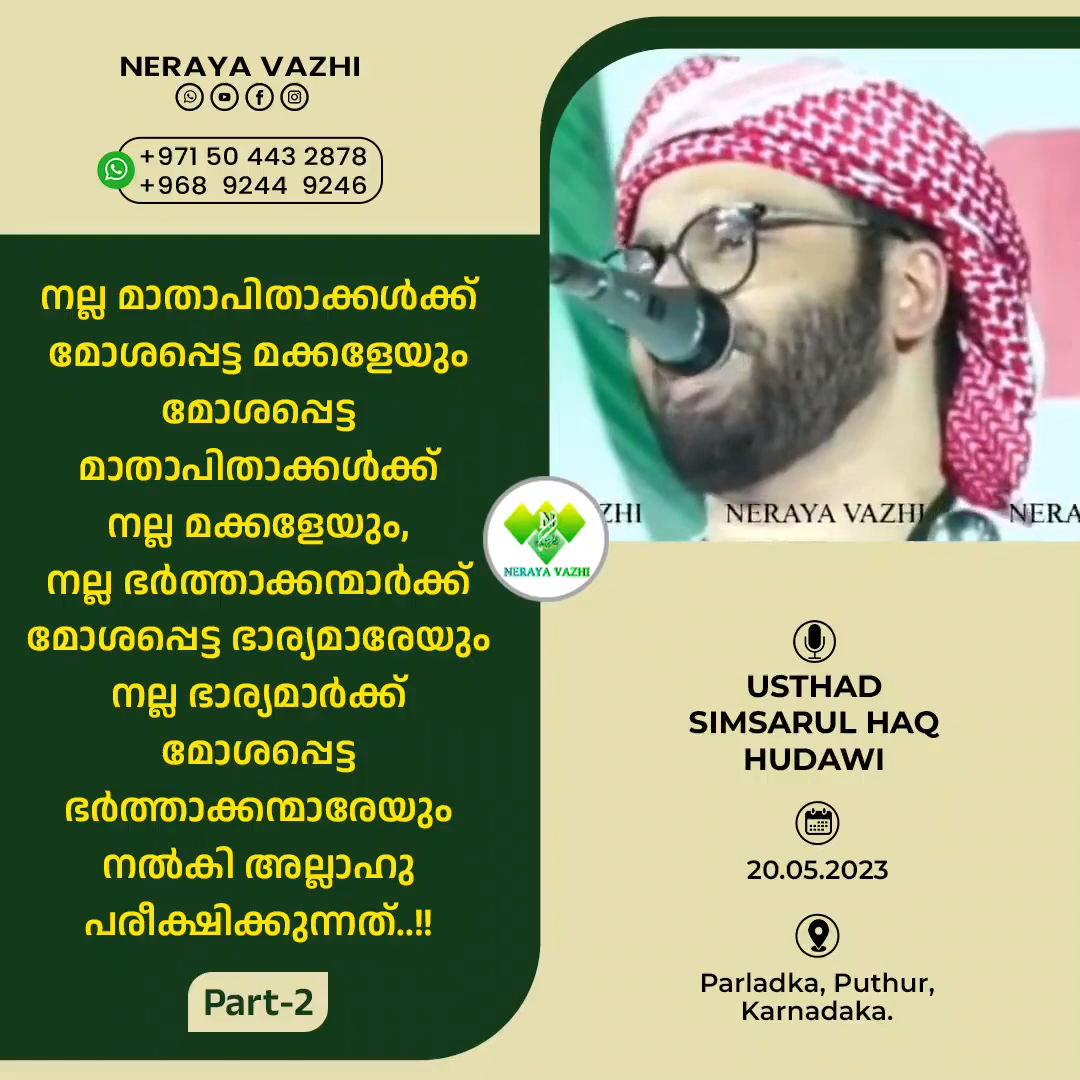 NERAYA VAZHI
+971 50 443 2878
+968 9244 9246
നല്ല മാതാപിതാക്കൾക്ക്
മോശപ്പെട്ട മക്കളേയും
മോശപ്പെട്ട
മാതാപിതാക്കൾക്ക്
നല്ല മക്കളേയും,
നല്ല ഭർത്താക്കന്മാർക്ക്
മോശപ്പെട്ട ഭാര്യമാരേയും
നല്ല ഭാര്യമാർക്ക്
മോശപ്പെട്ട
ഭർത്താക്കന്മാരേയും
നൽകി അല്ലാഹു
പരീക്ഷിക്കുന്നത്..!!
Part-2
ZHI NERAYA VAZHI NERA
NERAYA VAZHI
USTHAD
SIMSARUL HAQ
HUDAWI
20.05.2023
Parladka, Puthur,
Karnadaka.